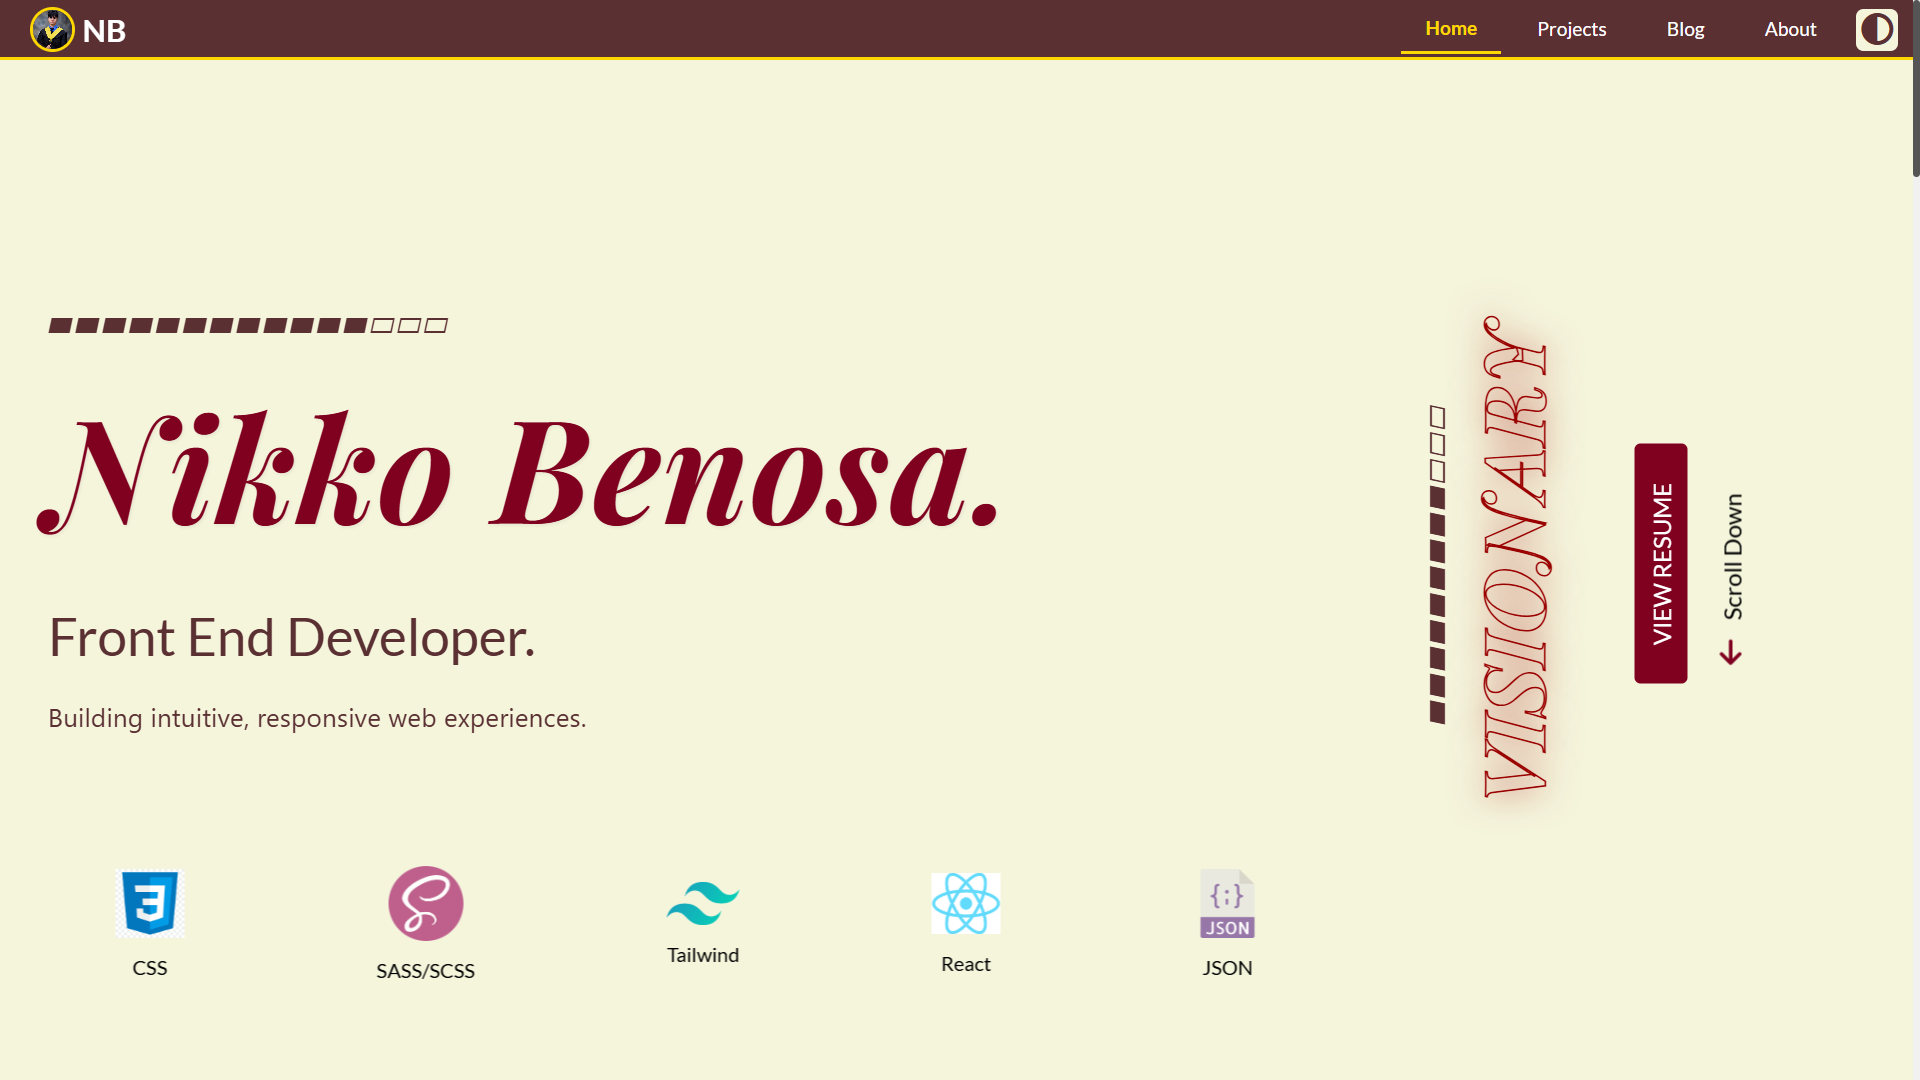 NB
Home
Projects
Blog
About
Nikko Benosa.
Front End Developer.
Building intuitive, responsive web experiences.
VISIONARY
VIEW RESUME
Scroll Down
CSS
SASS/SCSS
Tailwind
React
JSON
JSON